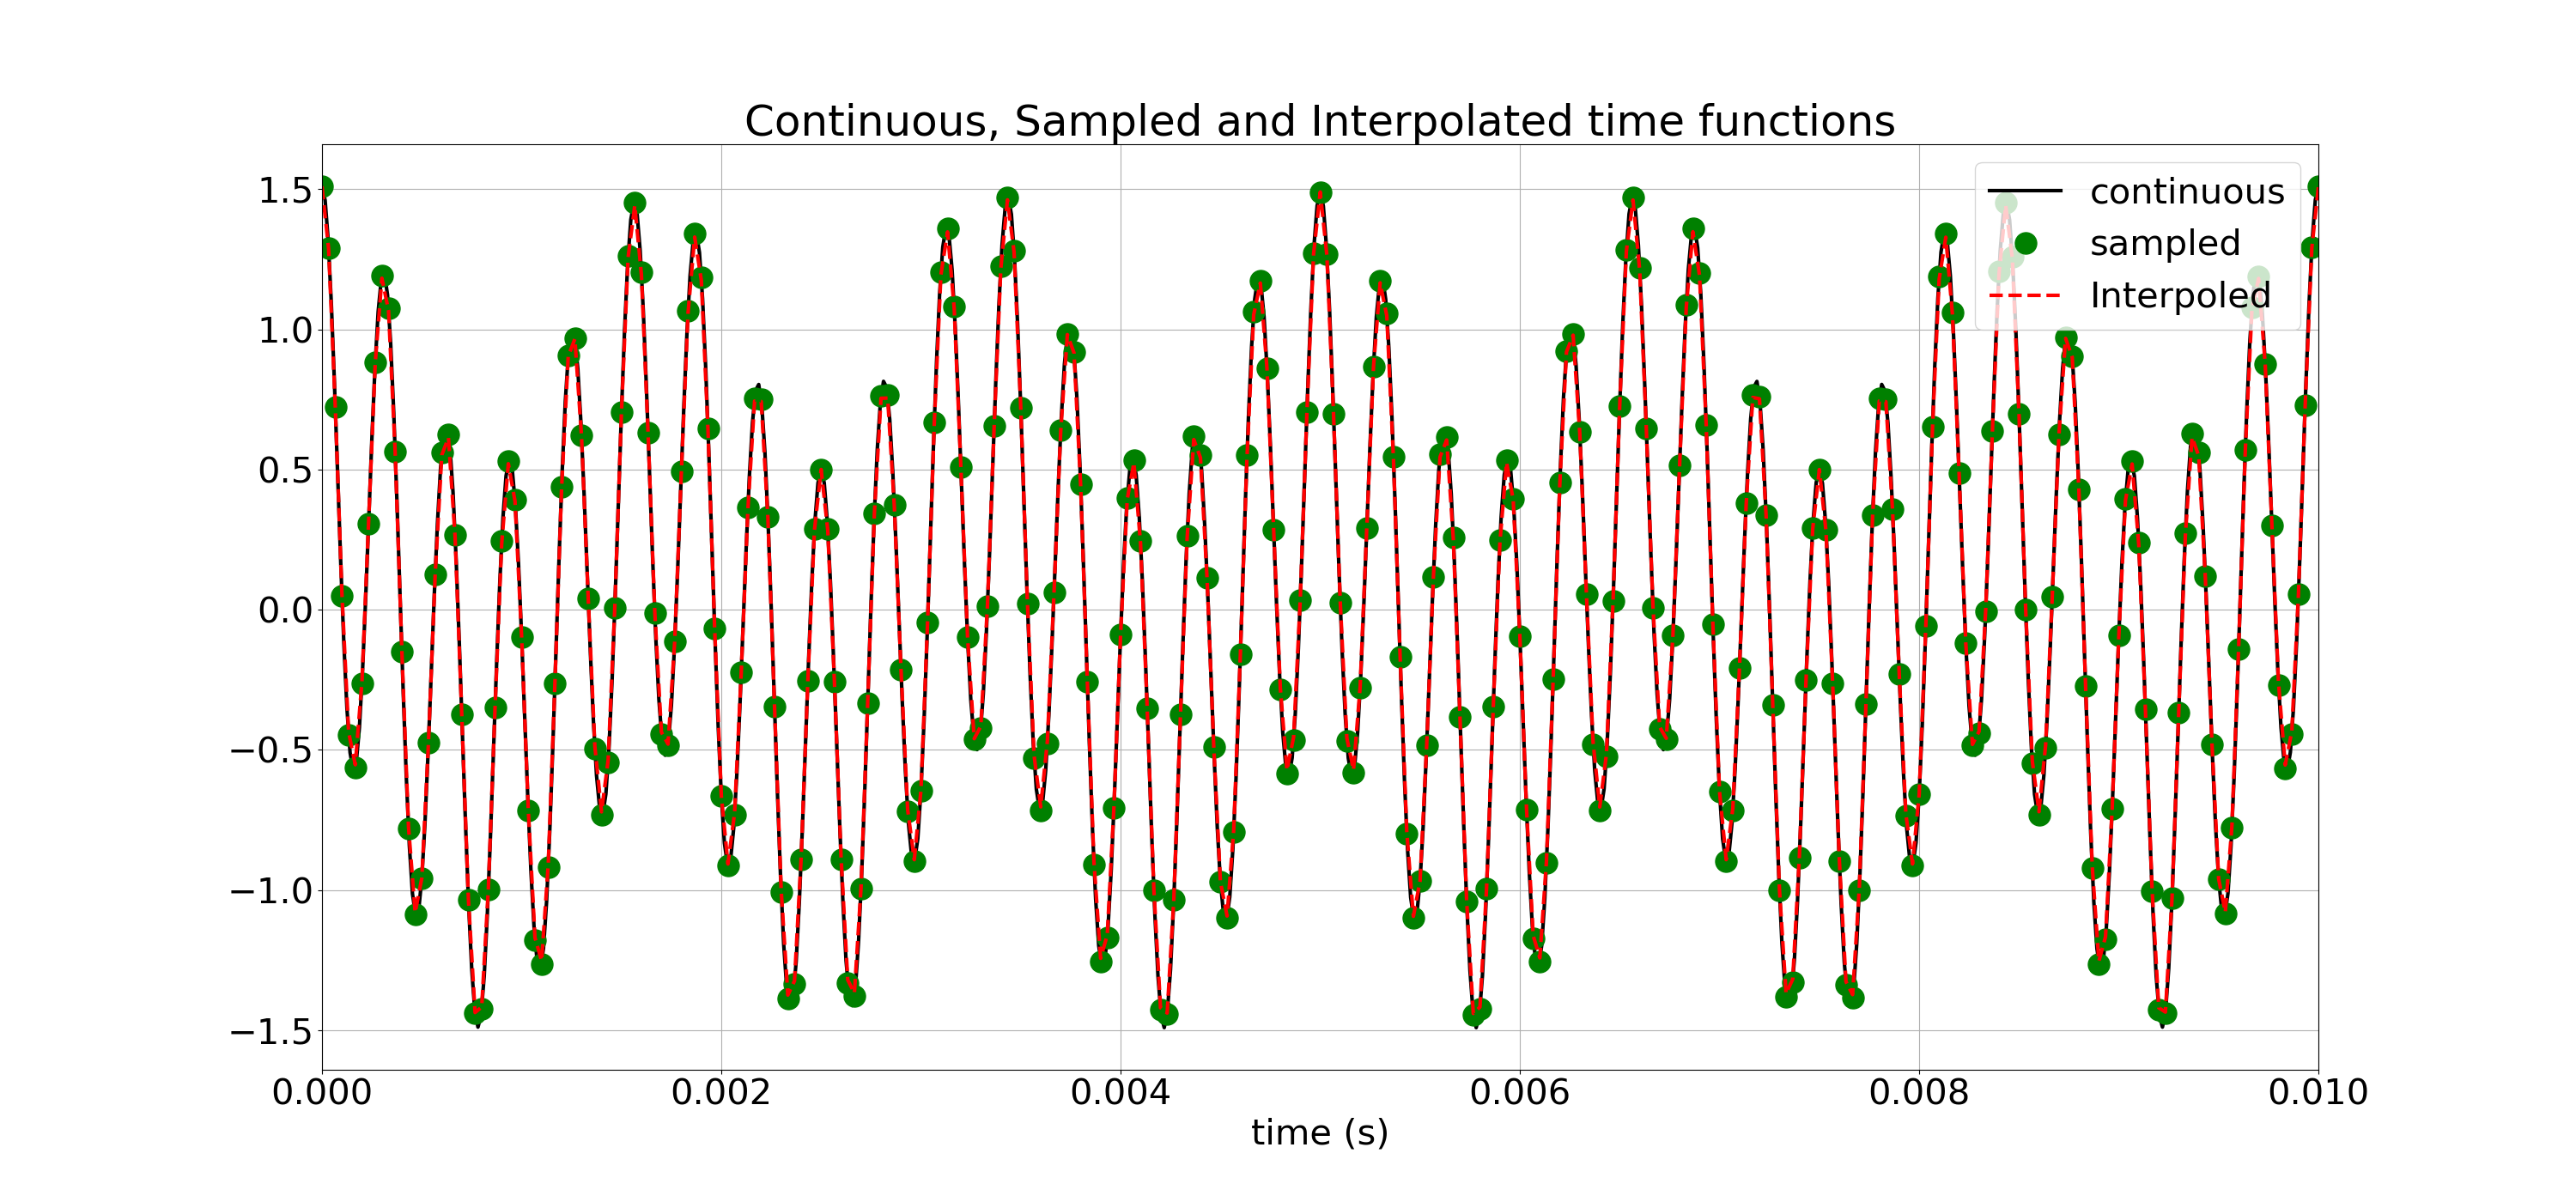 Continuous, Sampled and Interpolated time functions
continuous
sampled
Interpoled
1.5
1.0
0.5
0.0
−0.5
−1.0
−1.5
0.000 0.002 0.004 0.006 0.008 0.010
time (s)